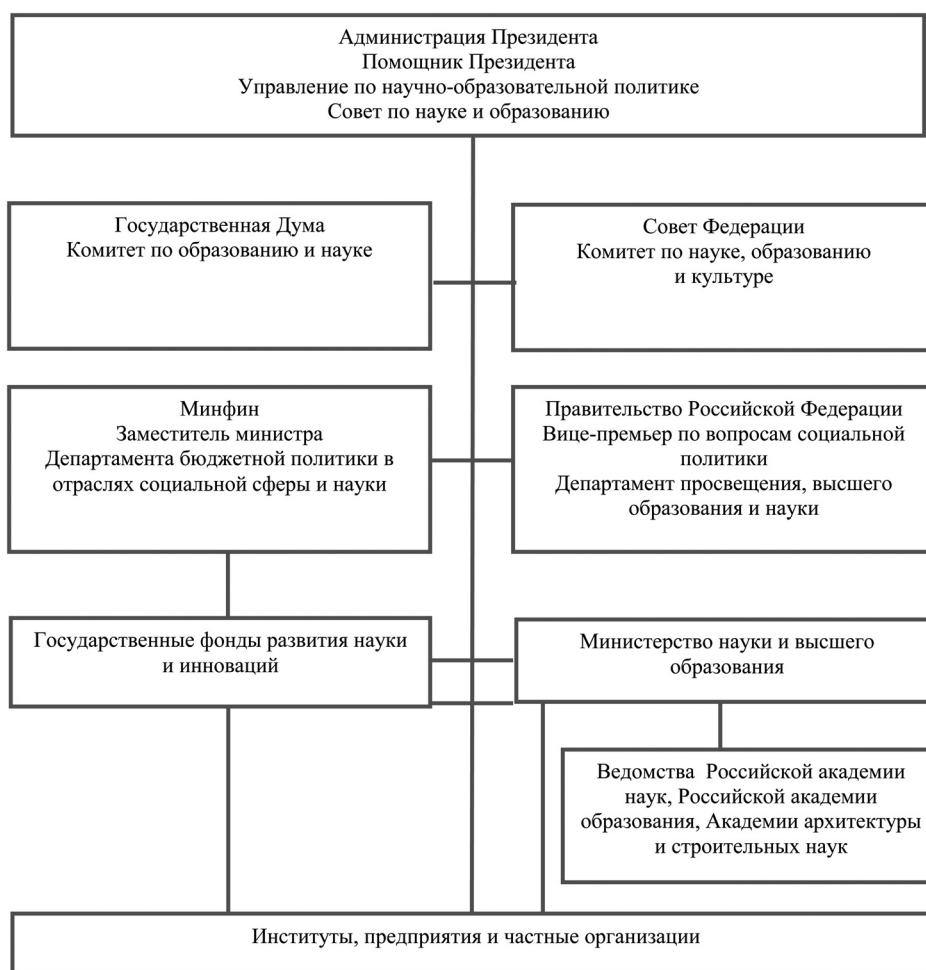 Администрация Президента
Помощник Президента
Управление по научно-образовательной политике
Совет по науке и образованию
Государственная Дума
Комитет по образованию и науке
Совет Федерации
Комитет по науке, образованию
и культуре
Минфин
Заместитель министра
Департамента бюджетной политики в
отраслях социальной сферы и науки
Правительство Российской Федерации
Вице-премьер по вопросам социальной
политики
Департамент просвещения, высшего
образования и науки
Государственные фонды развития науки
и инноваций
Министерство науки и высшего
образования
Ведомства Российской академии
наук, Российской академии
образования, Академии архитектуры
и строительных наук
Институты, предприятия и частные организации